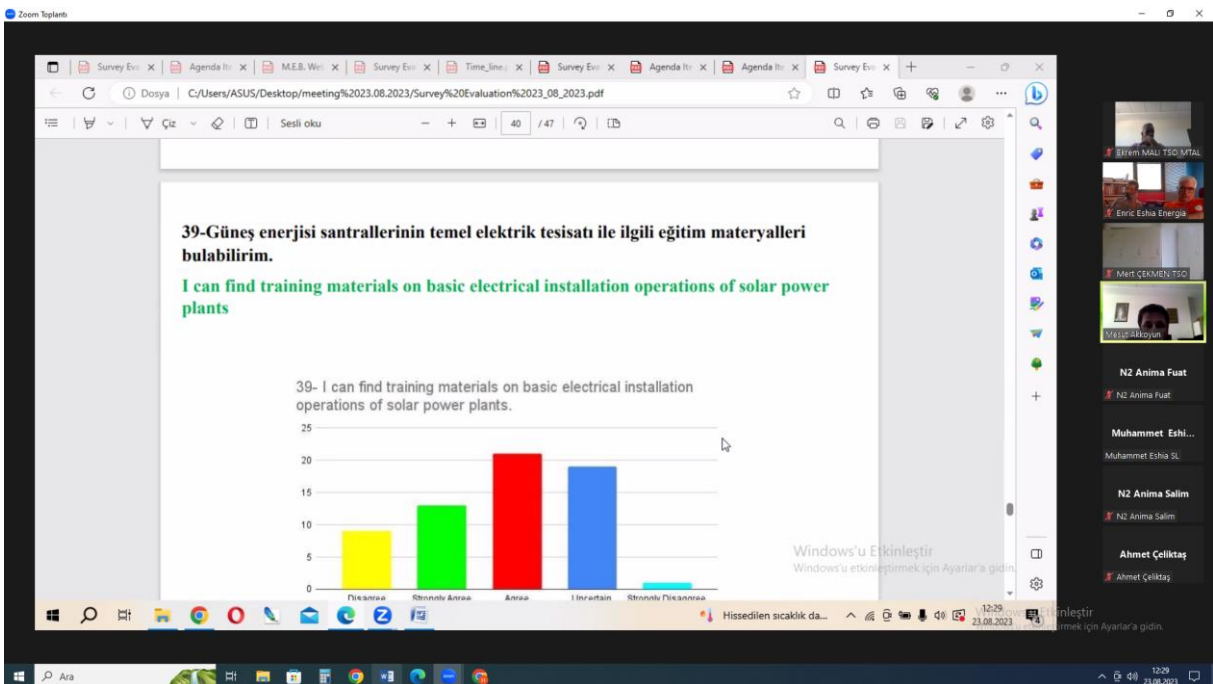 Zoom Toplantı
Survey Eva
Agenda Ite
M.E.B. Wel
Survey Eva
Time_line.p
Survey Eva
Agenda Ite
Agenda Ite
Survey Eva
Dosya
C:/Users/ASUS/Desktop/meeting%2023.08.2023/Survey%20Evaluation%2023_08_2023.pdf
Çiz
Sesli oku
40 / 47
39-Güneş enerjisi santrallerinin temel elektrik tesisatı ile ilgili eğitim materyalleri
bulabilirim.
I can find training materials on basic electrical installation operations of solar power
plants
39- I can find training materials on basic electrical installation
operations of solar power plants.
25
20
15
10
5
0
Disagree Strongly Agree Agree Uncertain Strongly Disagree
Windows'u Etkinleştir
Windows'u etkinleştirmek için Ayarlar'a gidin.
Hissedilen sıcaklık da...
12:29
23.08.2023
Ekrem MALI TSO MTAL
Enric Eshia Energia
Mert ÇEKMEN TSO
Mesut Akkoyun
N2 Anima Fuat
N2 Anima Fuat
Muhammet Eshi...
Muhammet Eshia SL
N2 Anima Salim
N2 Anima Salim
Ahmet Çeliktaş
Ahmet Çeliktaş
Ara
12:29
23.08.2023